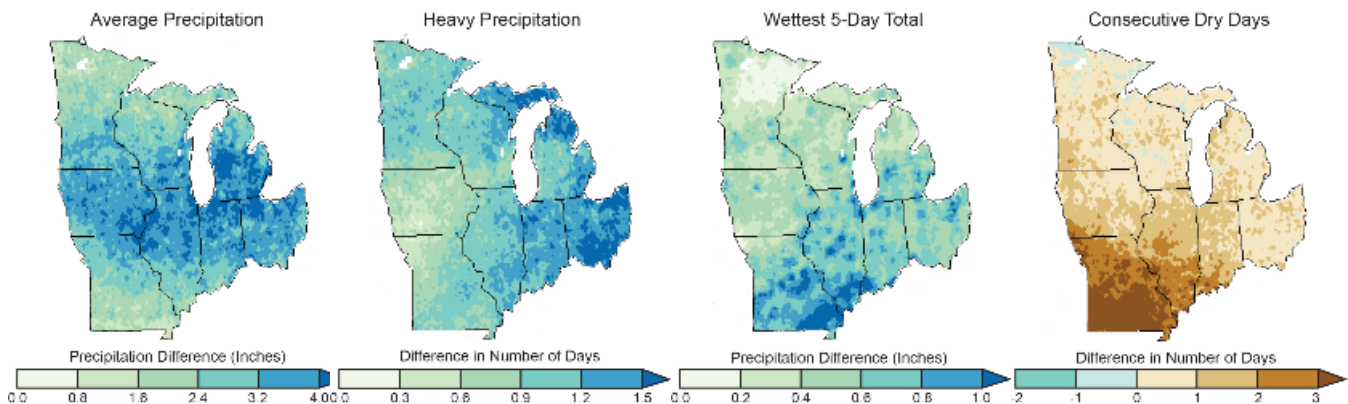 Average Precipitation
Heavy Precipitation
Wettest 5-Day Total
Consecutive Dry Days
Precipitation Difference (Inches)
0.0 0.8 1.6 2.4 3.2 4.00
Difference in Number of Days
0.0 0.3 0.6 0.9 1.2 1.5
Precipitation Difference (Inches)
0.0 0.2 0.4 0.6 0.8 1.0
Difference in Number of Days
-2 -1 0 1 2 3